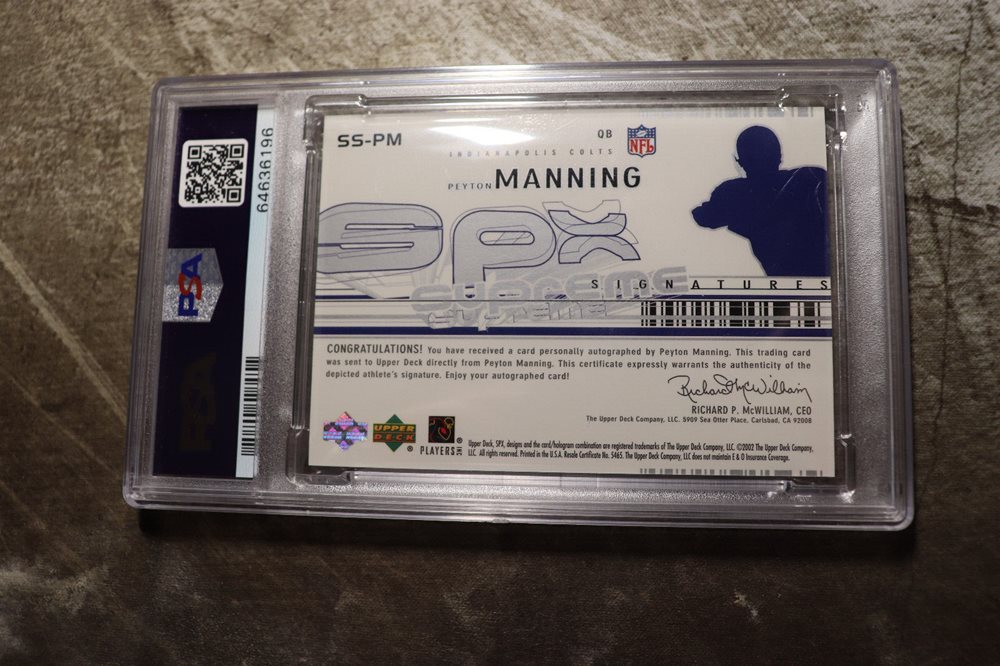 64636196
PSA
PSA
SS-PM
QB
NFL
INDIANAPOLIS COLTS
PEYTON MANNING
SPX
SUPREME
SUPREME
SIGNATURES
CONGRATULATIONS! You have received a card personally autographed by Peyton Manning. This trading card
was sent to Upper Deck directly from Peyton Manning. This certificate expressly warrants the authenticity of the
depicted athlete's signature. Enjoy your autographed card!
Richard McWilliam
RICHARD P. McWILLIAM, CEO
The Upper Deck Company, LLC. 5909 Sea Otter Place, Carlsbad, CA 92008
UPPER DECK
PLAYERS INC
Upper Deck, SPX, designs and the card/hologram combination are registered trademarks of The Upper Deck Company, LLC. ©2002 The Upper Deck Company,
LLC. All rights reserved. Printed in the U.S.A. Resale Certificate No. 5465. The Upper Deck Company, LLC does not maintain E & O Insurance Coverage.